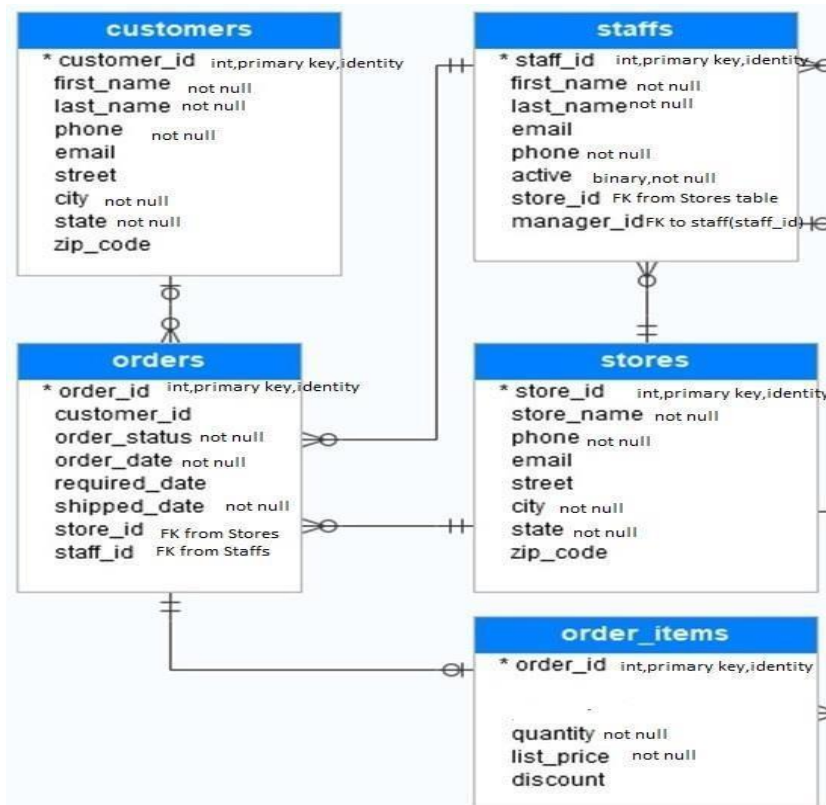 customers
* customer_id int,primary key,identity
first_name not null
last_name not null
phone not null
email
street
city not null
state not null
zip_code
staffs
* staff_id int,primary key,identity
first_name not null
last_name not null
email
phone not null
active binary,not null
store_id FK from Stores table
manager_id FK to staff(staff_id)
orders
* order_id int,primary key,identity
customer_id
order_status not null
order_date not null
required_date
shipped_date not null
store_id FK from Stores
staff_id FK from Staffs
stores
* store_id int,primary key,identity
store_name not null
phone not null
email
street
city not null
state not null
zip_code
order_items
* order_id int,primary key,identity
quantity not null
list_price not null
discount